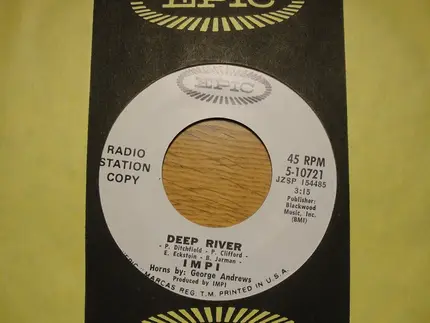 EPIC
EPIC
RADIO
STATION
COPY
45 RPM
5-10721
JZSP 154485
3:15
Publisher:
Blackwood
Music, Inc.
(BMI)
DEEP RIVER
- P. Ditchfield - P. Clifford -
E. Eckstein - B. Jarman -
IMPI
Horns by: George Andrews
Produced by IMPI
"EPIC," MARCAS REG. T.M. PRINTED IN U.S.A.